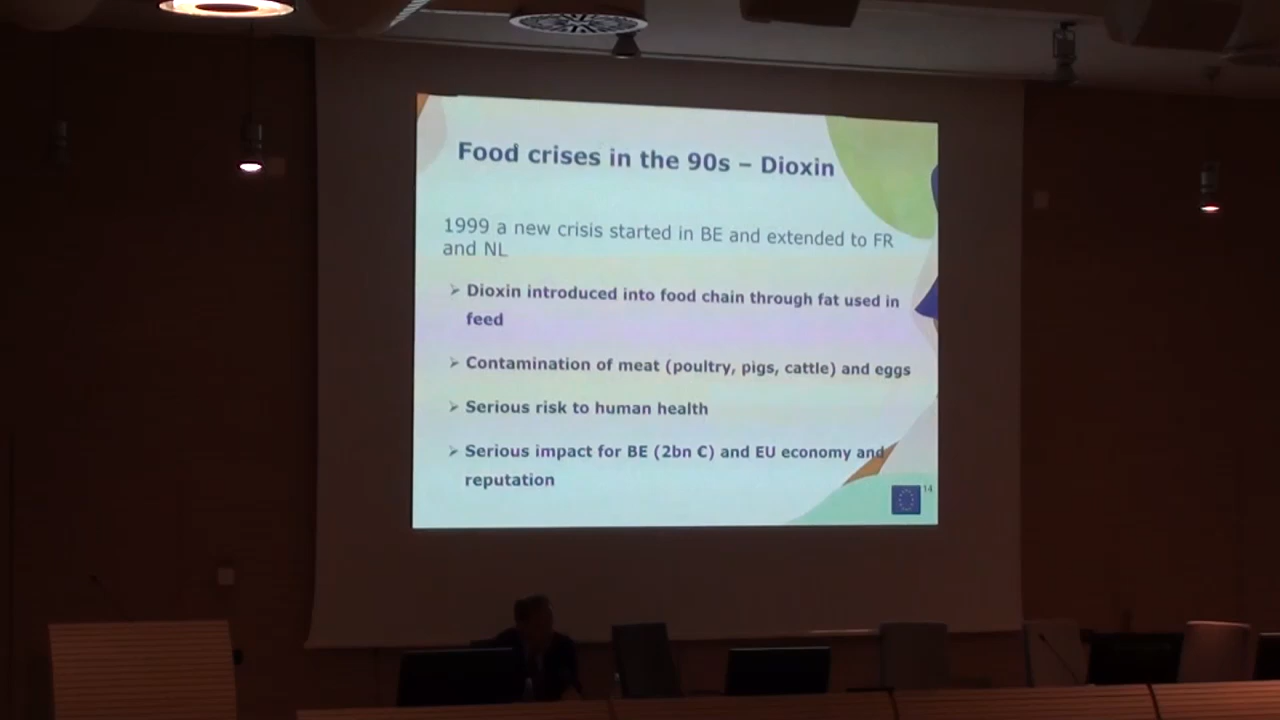 Food crises in the 90s – Dioxin
1999 a new crisis started in BE and extended to FR
and NL
➢ Dioxin introduced into food chain through fat used in
feed
➢ Contamination of meat (poultry, pigs, cattle) and eggs
➢ Serious risk to human health
➢ Serious impact for BE (2bn C) and EU economy and
reputation
14